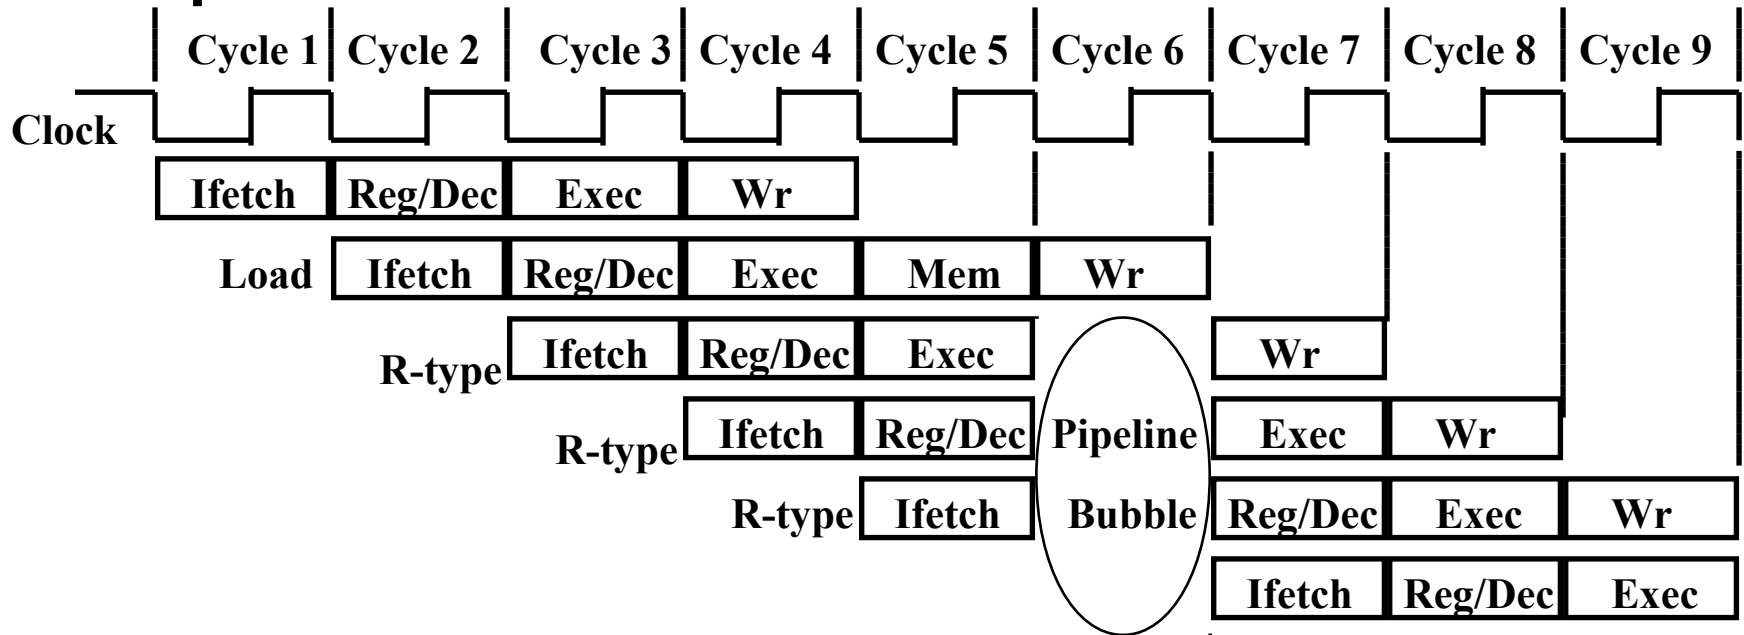 Cycle 1 Cycle 2 Cycle 3 Cycle 4 Cycle 5 Cycle 6 Cycle 7 Cycle 8 Cycle 9
Clock
Ifetch Reg/Dec Exec Wr
Load Ifetch Reg/Dec Exec Mem Wr
R-type Ifetch Reg/Dec Exec Wr
R-type Ifetch Reg/Dec Pipeline Exec Wr
R-type Ifetch Bubble Reg/Dec Exec Wr
Ifetch Reg/Dec Exec